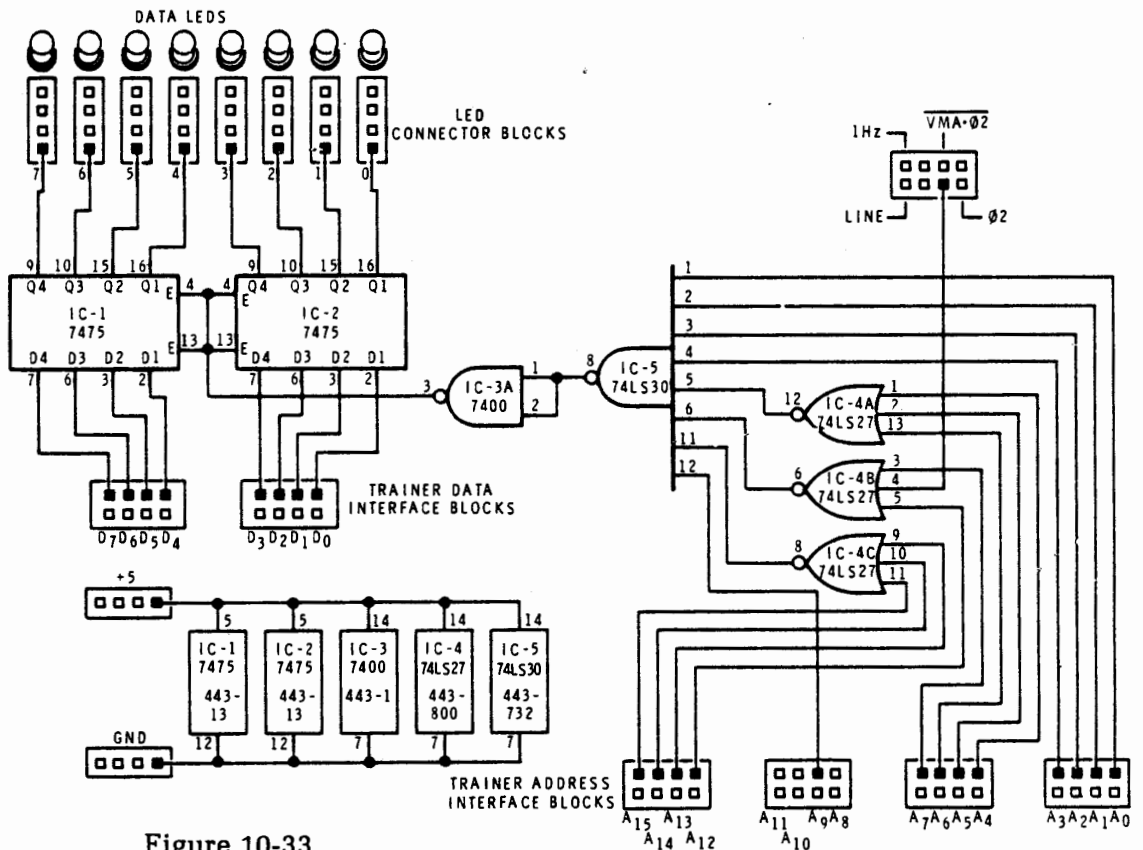 DATA LEDS
LED
CONNECTOR BLOCKS
7 6 5 4 3 2 1 0
1Hz
VMA·Ø2
LINE
Ø2
9 10 15 16
Q4 Q3 Q2 Q1
E 4
IC-1
7475
E 13
D4 D3 D2 D1
7 6 3 2
9 10 15 16
Q4 Q3 Q2 Q1
4 E
IC-2
7475
13 E
D4 D3 D2 D1
7 6 3 2
3
IC-3A
7400
1
2
8
IC-5
74LS30
1
2
3
4
5
6
11
12
12
IC-4A
74LS27
1
2
13
6
IC-4B
74LS27
3
4
5
8
IC-4C
74LS27
9
10
11
TRAINER DATA
INTERFACE BLOCKS
D7 D6 D5 D4
D3 D2 D1 D0
+5
5 5 14 14 14
IC-1
7475
443-
13
IC-2
7475
443-
13
IC-3
7400
443-1
IC-4
74LS27
443-
800
IC-5
74LS30
443-
732
12 12 7 7 7
GND
TRAINER ADDRESS
INTERFACE BLOCKS
A15 A13
A14 A12
A11 A9 A8
A10
A7 A6 A5 A4
A3 A2 A1 A0
Figure 10-33